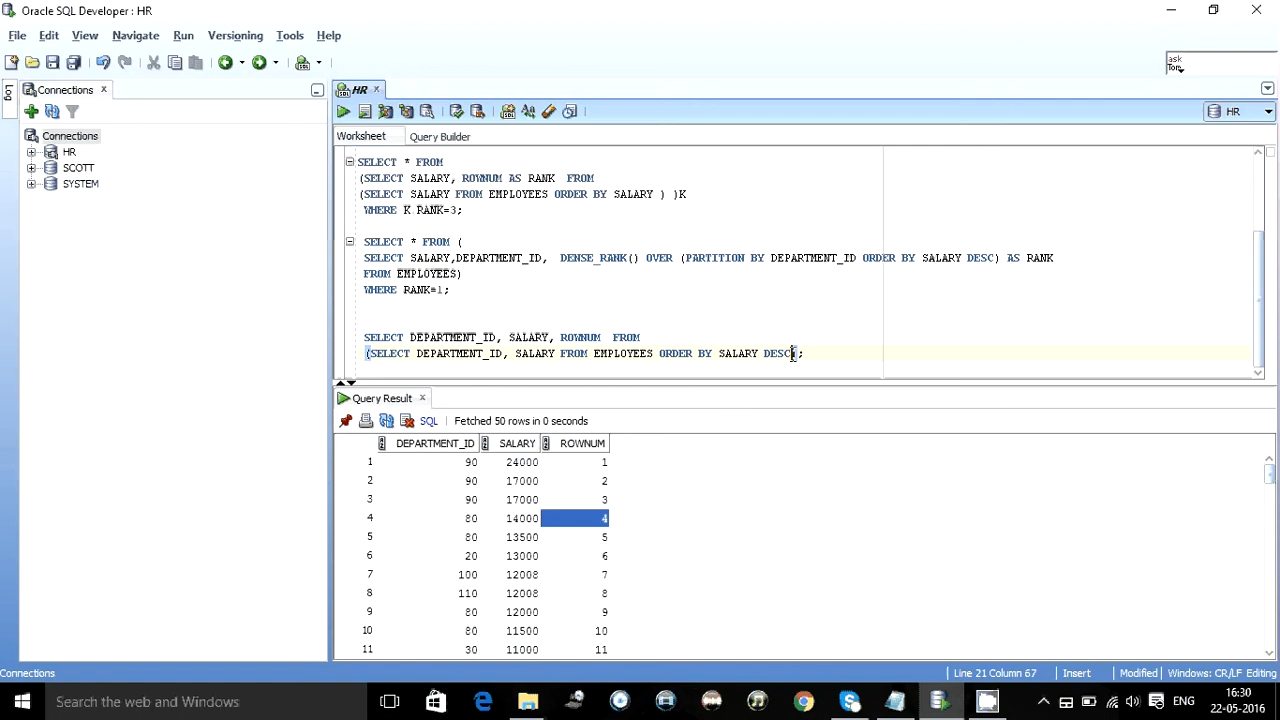 Oracle SQL Developer : HR
File Edit View Navigate Run Versioning Tools Help
ask
Tom
Log
Connections
HR
HR
Connections
HR
SCOTT
SYSTEM
Worksheet Query Builder
SELECT * FROM
(SELECT SALARY, ROWNUM AS RANK FROM
(SELECT SALARY FROM EMPLOYEES ORDER BY SALARY ) )K
WHERE K RANK=3;
SELECT * FROM (
SELECT SALARY,DEPARTMENT_ID, DENSE_RANK() OVER (PARTITION BY DEPARTMENT_ID ORDER BY SALARY DESC) AS RANK
FROM EMPLOYEES)
WHERE RANK=1;
SELECT DEPARTMENT_ID, SALARY, ROWNUM FROM
(SELECT DEPARTMENT_ID, SALARY FROM EMPLOYEES ORDER BY SALARY DESC);
Query Result
SQL Fetched 50 rows in 0 seconds
DEPARTMENT_ID SALARY ROWNUM
1 90 24000 1
2 90 17000 2
3 90 17000 3
4 80 14000 4
5 80 13500 5
6 20 13000 6
7 100 12008 7
8 110 12008 8
9 80 12000 9
10 80 11500 10
11 30 11000 11
Connections
Line 21 Column 67 Insert Modified Windows: CR/LF Editing
Search the web and Windows
ENG
16:30
22-05-2016